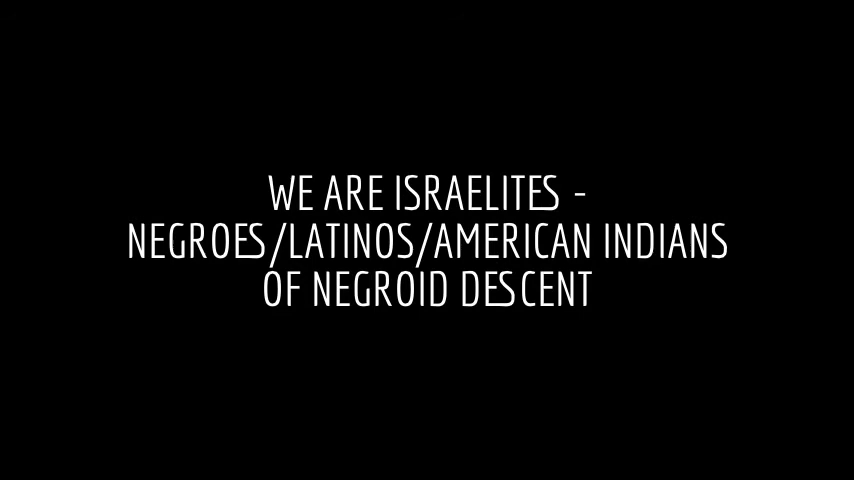 WE ARE ISRAELITES -
NEGROES/LATINOS/AMERICAN INDIANS
OF NEGROID DESCENT